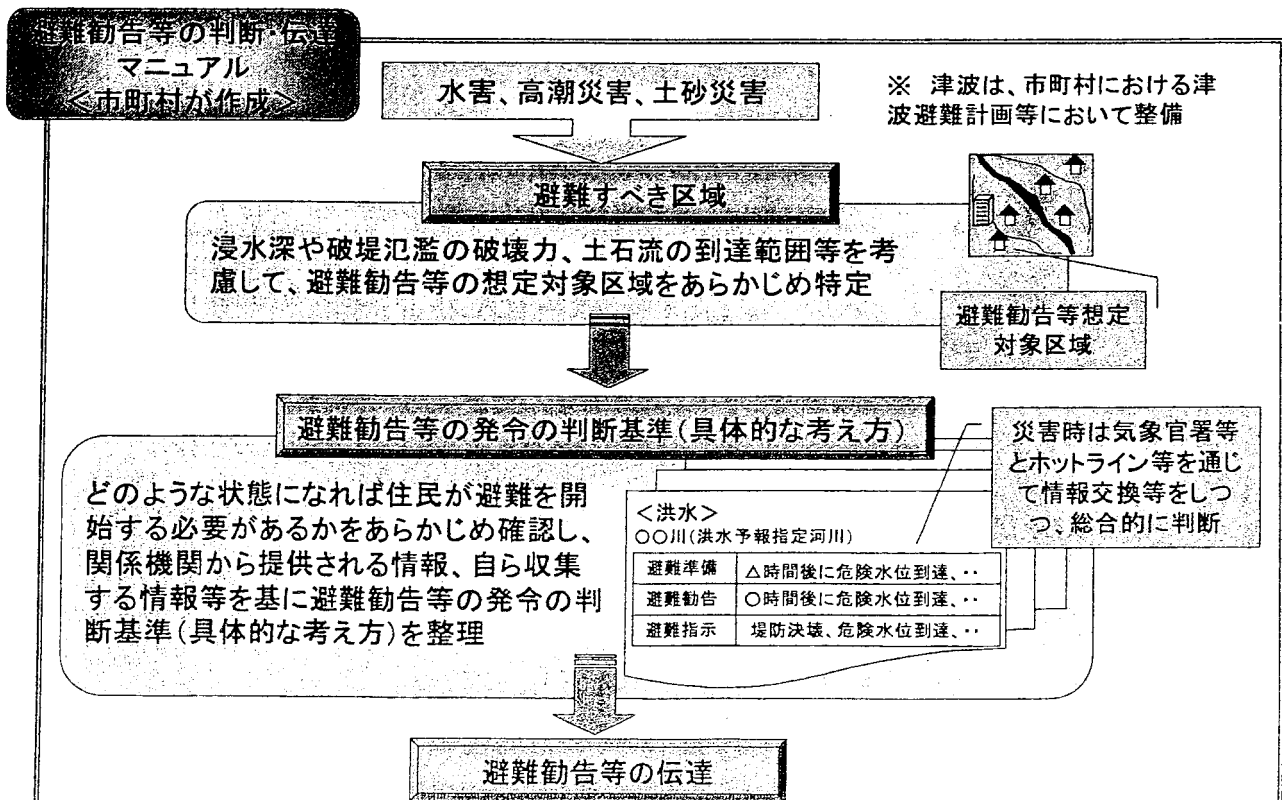 避難勧告等の判断・伝達
マニュアル
＜市町村が作成＞
水害、高潮災害、土砂災害
※ 津波は、市町村における津
波避難計画等において整備
避難すべき区域
浸水深や破堤氾濫の破壊力、土石流の到達範囲等を考
慮して、避難勧告等の想定対象区域をあらかじめ特定
避難勧告等想定
対象区域
避難勧告等の発令の判断基準(具体的な考え方)
どのような状態になれば住民が避難を開
始する必要があるかをあらかじめ確認し、
関係機関から提供される情報、自ら収集
する情報等を基に避難勧告等の発令の判
断基準(具体的な考え方)を整理
＜洪水＞
○○川(洪水予報指定河川)
避難準備 △時間後に危険水位到達、‥
避難勧告 ○時間後に危険水位到達、‥
避難指示 堤防決壊、危険水位到達、‥
災害時は気象官署等
とホットライン等を通じ
て情報交換等をしつ
つ、総合的に判断
避難勧告等の伝達